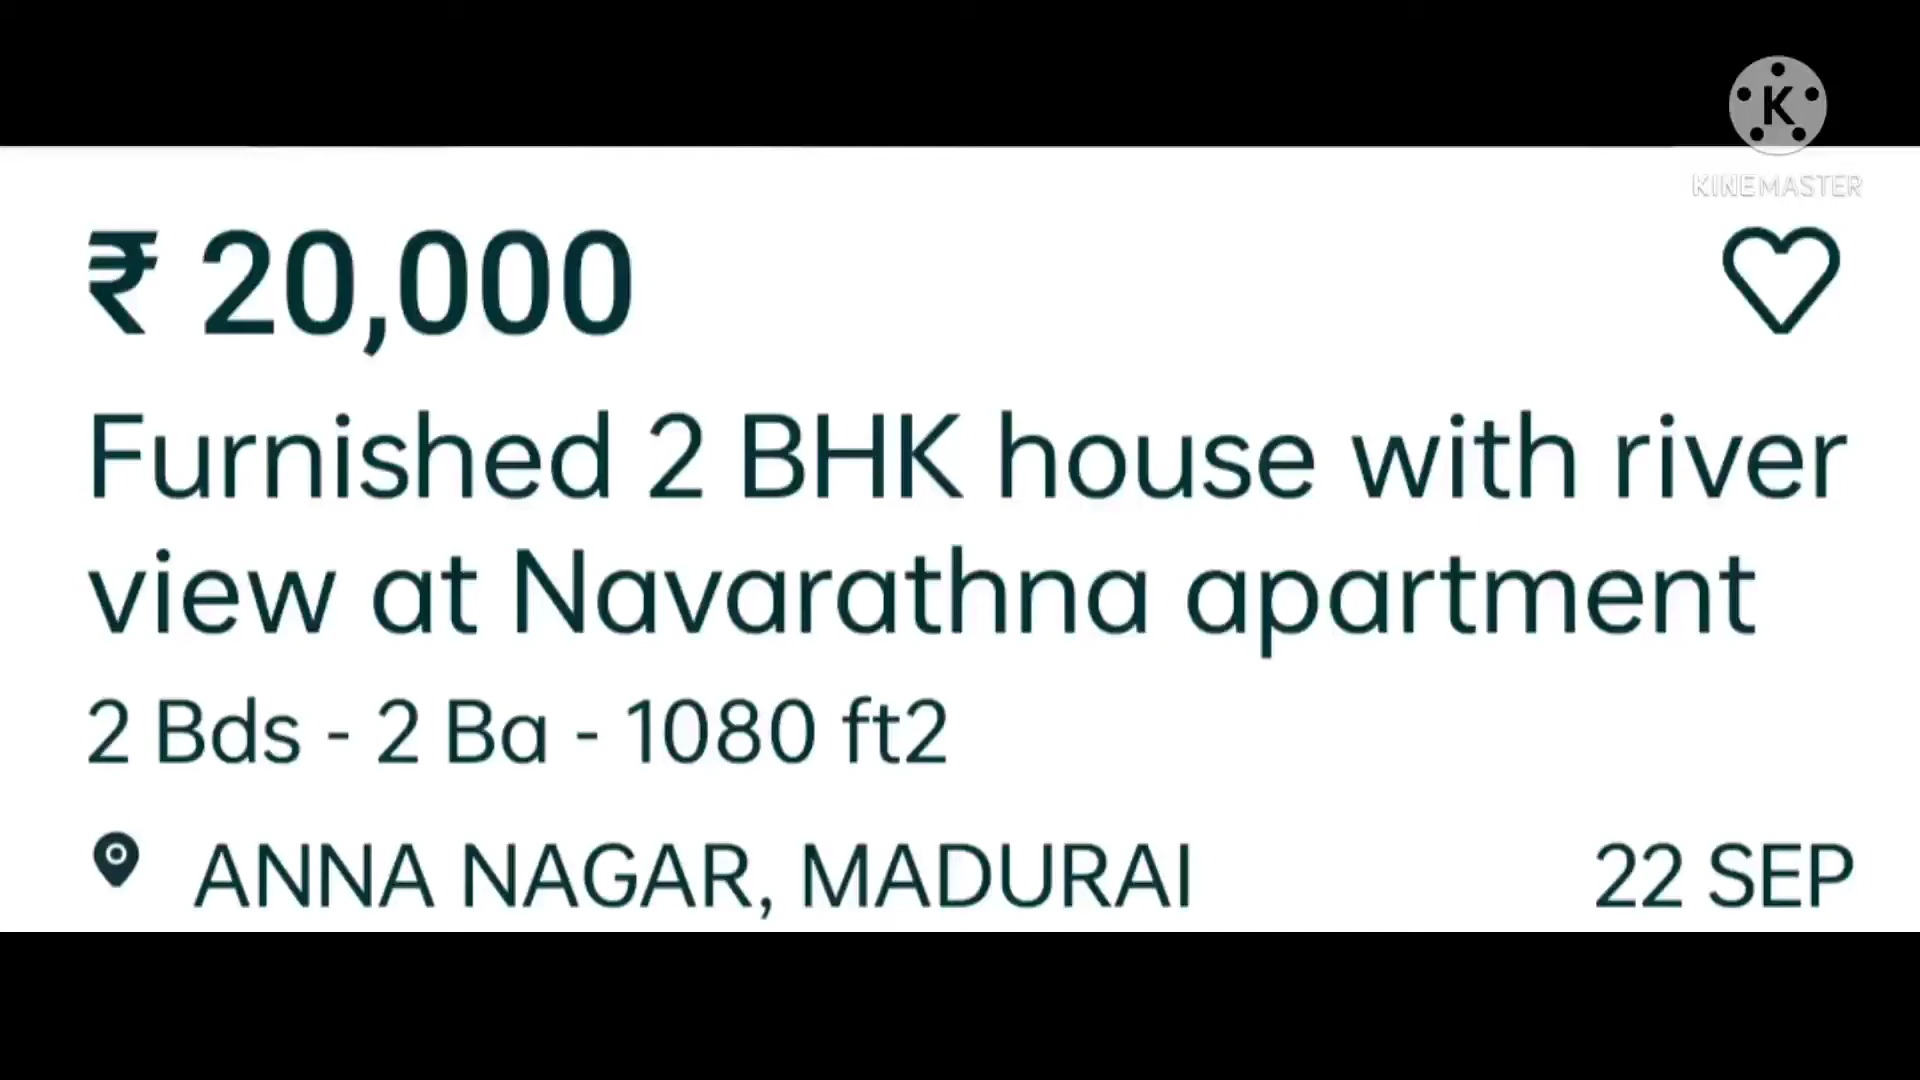 K
KINEMASTER
₹ 20,000
Furnished 2 BHK house with river
view at Navarathna apartment
2 Bds - 2 Ba - 1080 ft2
ANNA NAGAR, MADURAI
22 SEP